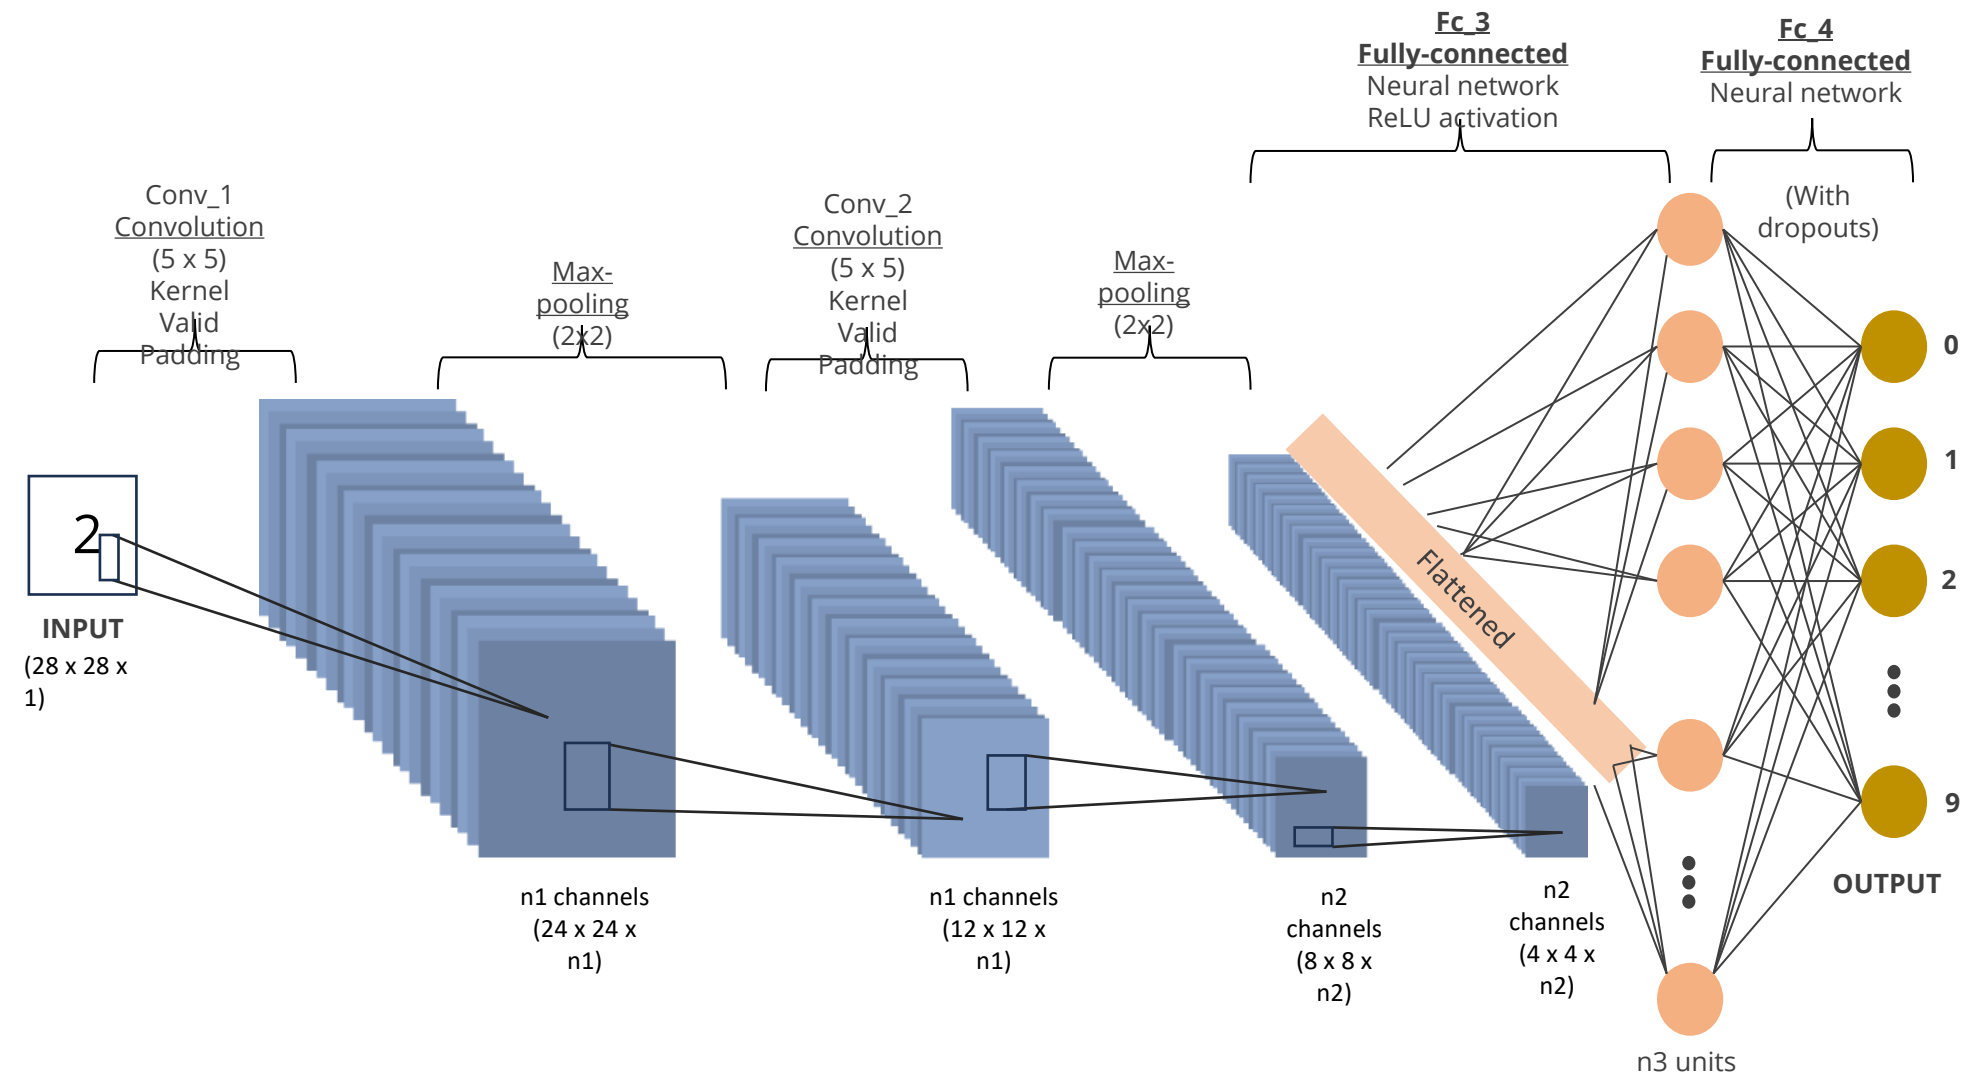 Fc_3
Fully-connected
Neural network
ReLU activation
Fc_4
Fully-connected
Neural network
(With
dropouts)
Conv_1
Convolution
(5 x 5)
Kernel
Valid
Padding
Max-
pooling
(2x2)
Conv_2
Convolution
(5 x 5)
Kernel
Valid
Padding
Max-
pooling
(2x2)
2
INPUT
(28 x 28 x
1)
Flattened
0
1
2
9
OUTPUT
n1 channels
(24 x 24 x
n1)
n1 channels
(12 x 12 x
n1)
n2
channels
(8 x 8 x
n2)
n2
channels
(4 x 4 x
n2)
n3 units